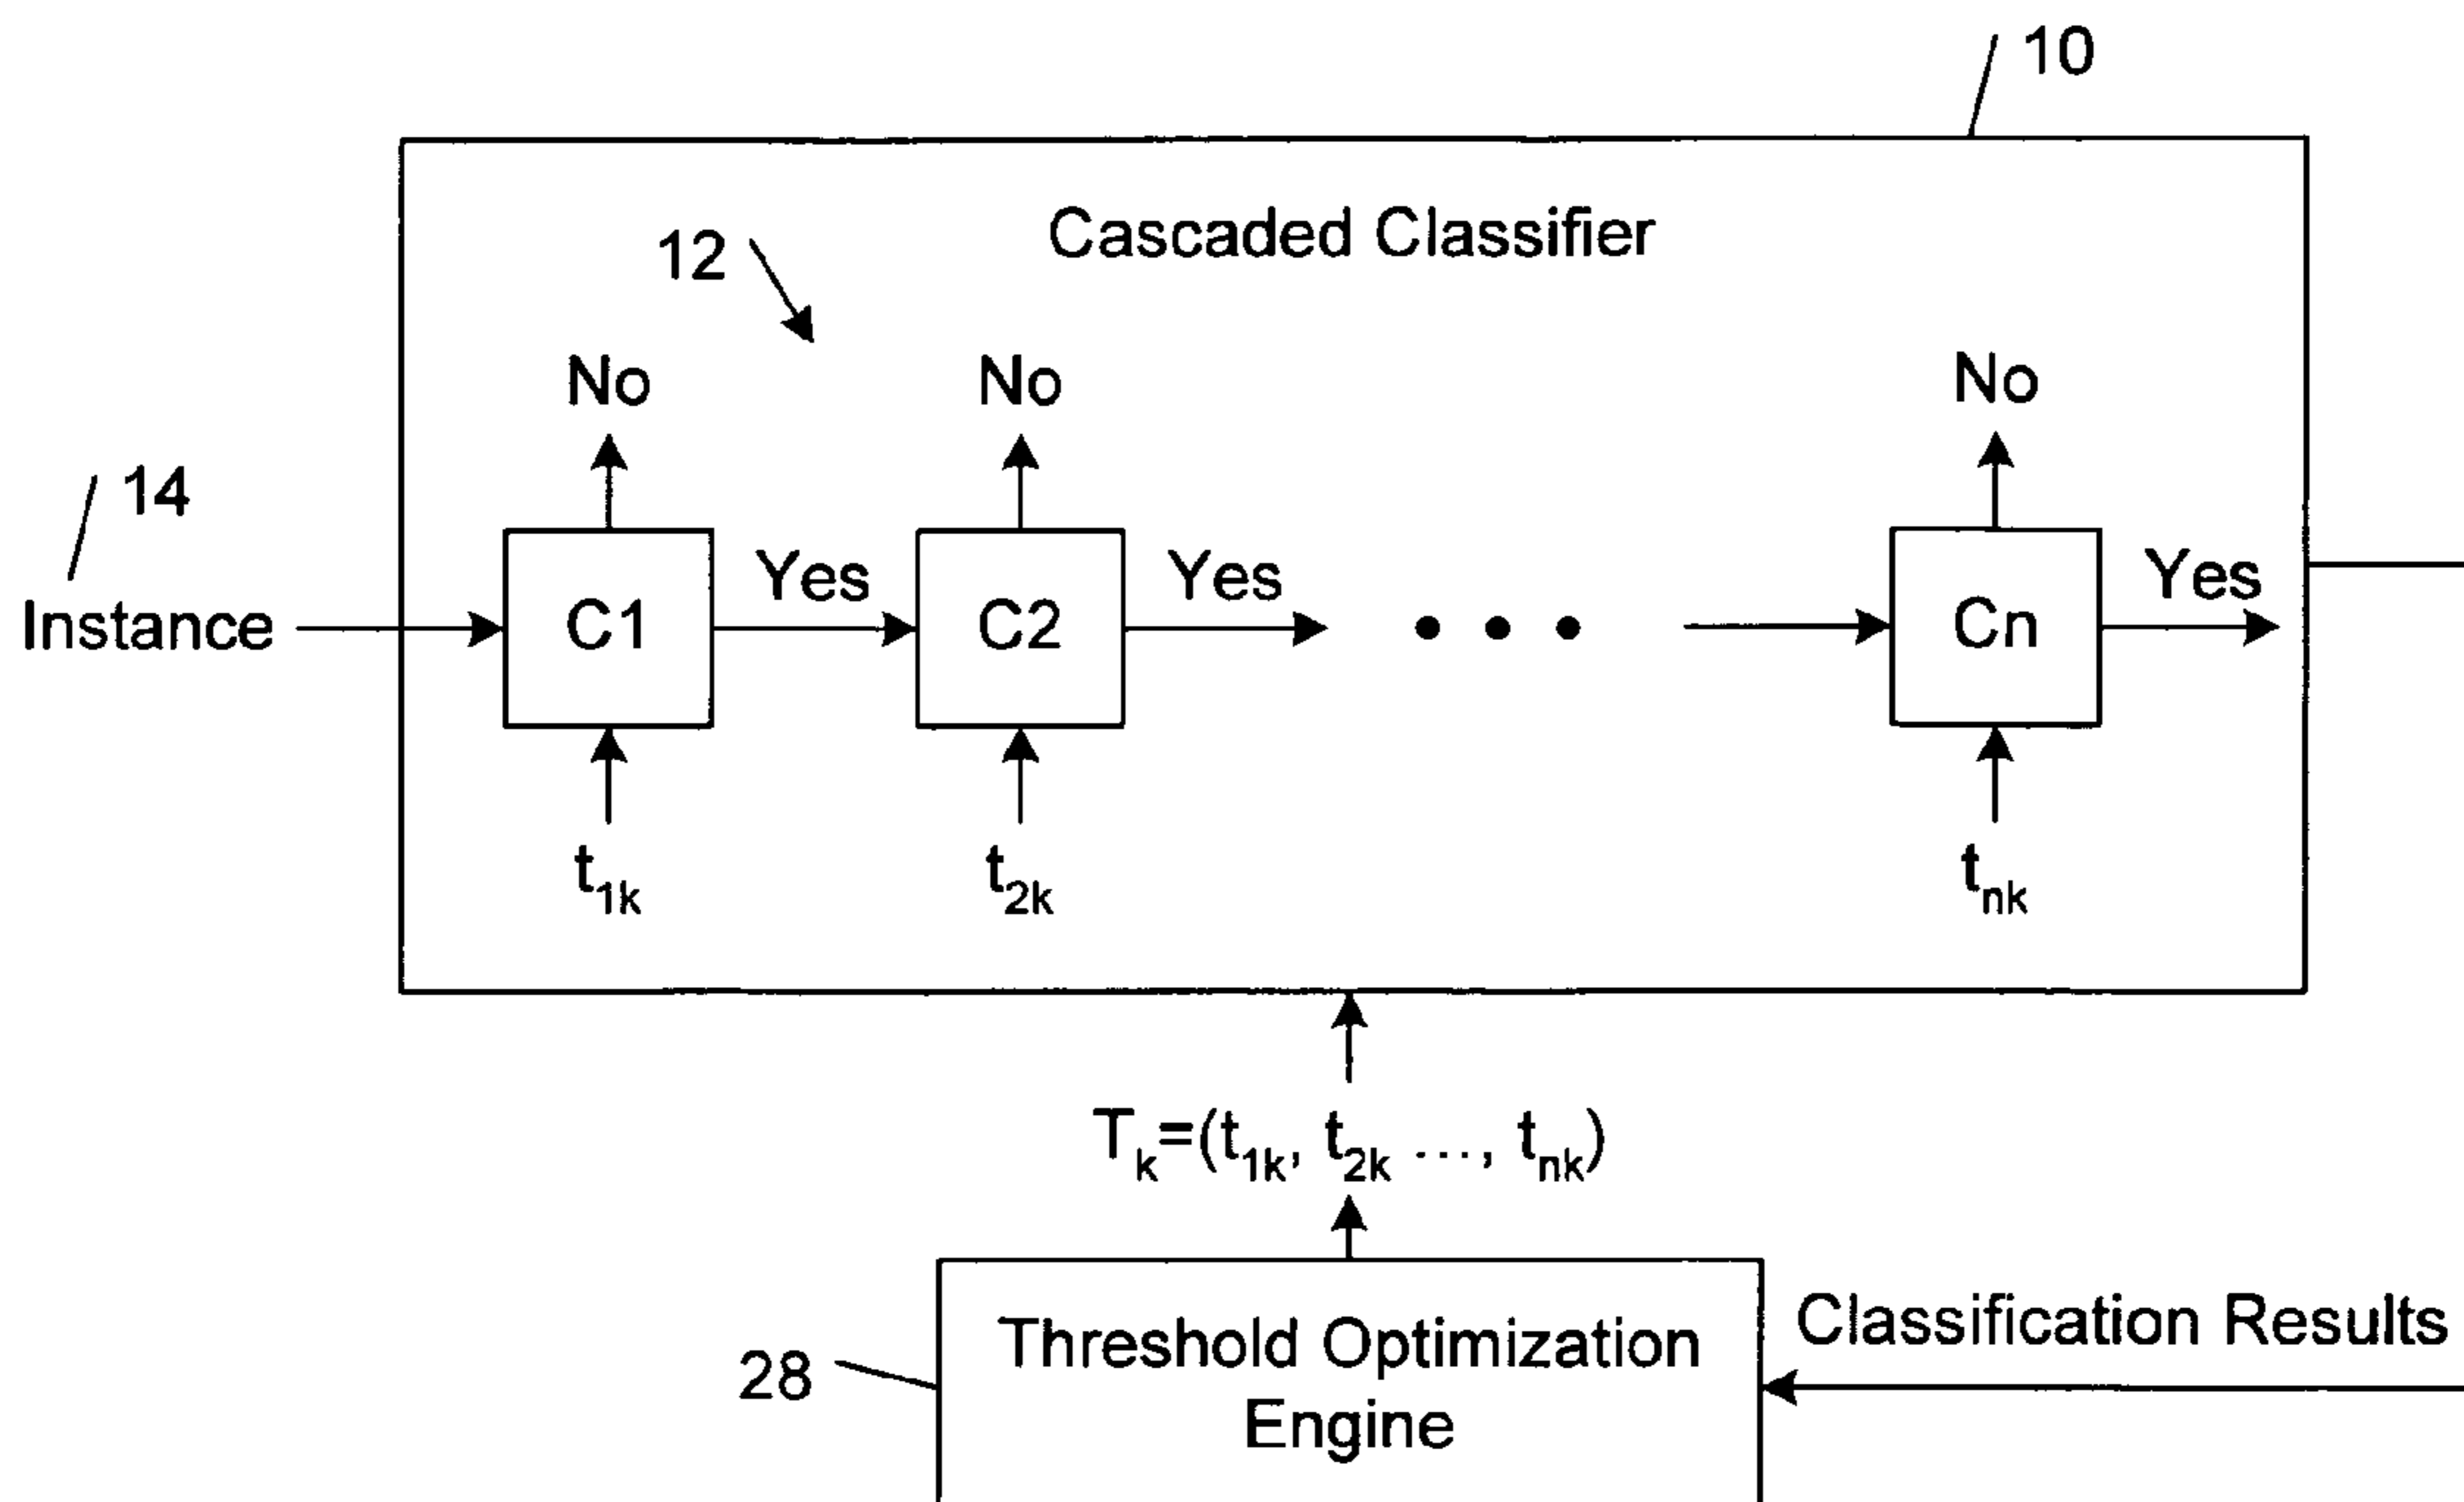 10
Cascaded Classifier
12
No No No
14
Yes Yes Yes
Instance C1 C2 • • • Cn
t1k t2k tnk
Tk=(t1k, t2k ..., tnk)
Threshold Optimization
Engine
Classification Results
28